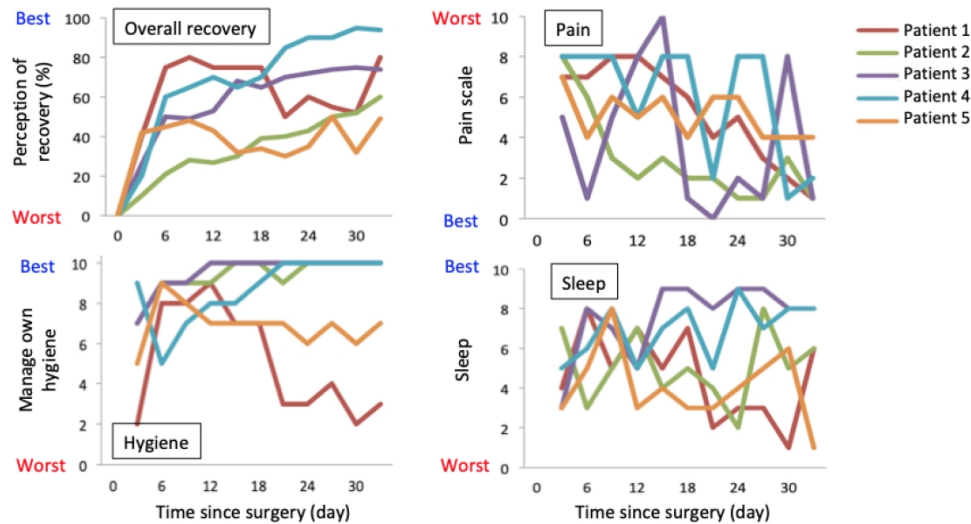 Best
100
80
60
40
20
0
Worst
Perception of
recovery (%)
Overall recovery
0 6 12 18 24 30
Worst
10
8
6
4
2
0
Best
Pain scale
Pain
0 6 12 18 24 30
Patient 1
Patient 2
Patient 3
Patient 4
Patient 5
Best
10
8
6
4
2
0
Worst
Manage own
hygiene
Hygiene
0 6 12 18 24 30
Time since surgery (day)
Best
10
8
6
4
2
0
Worst
Sleep
Sleep
0 6 12 18 24 30
Time since surgery (day)